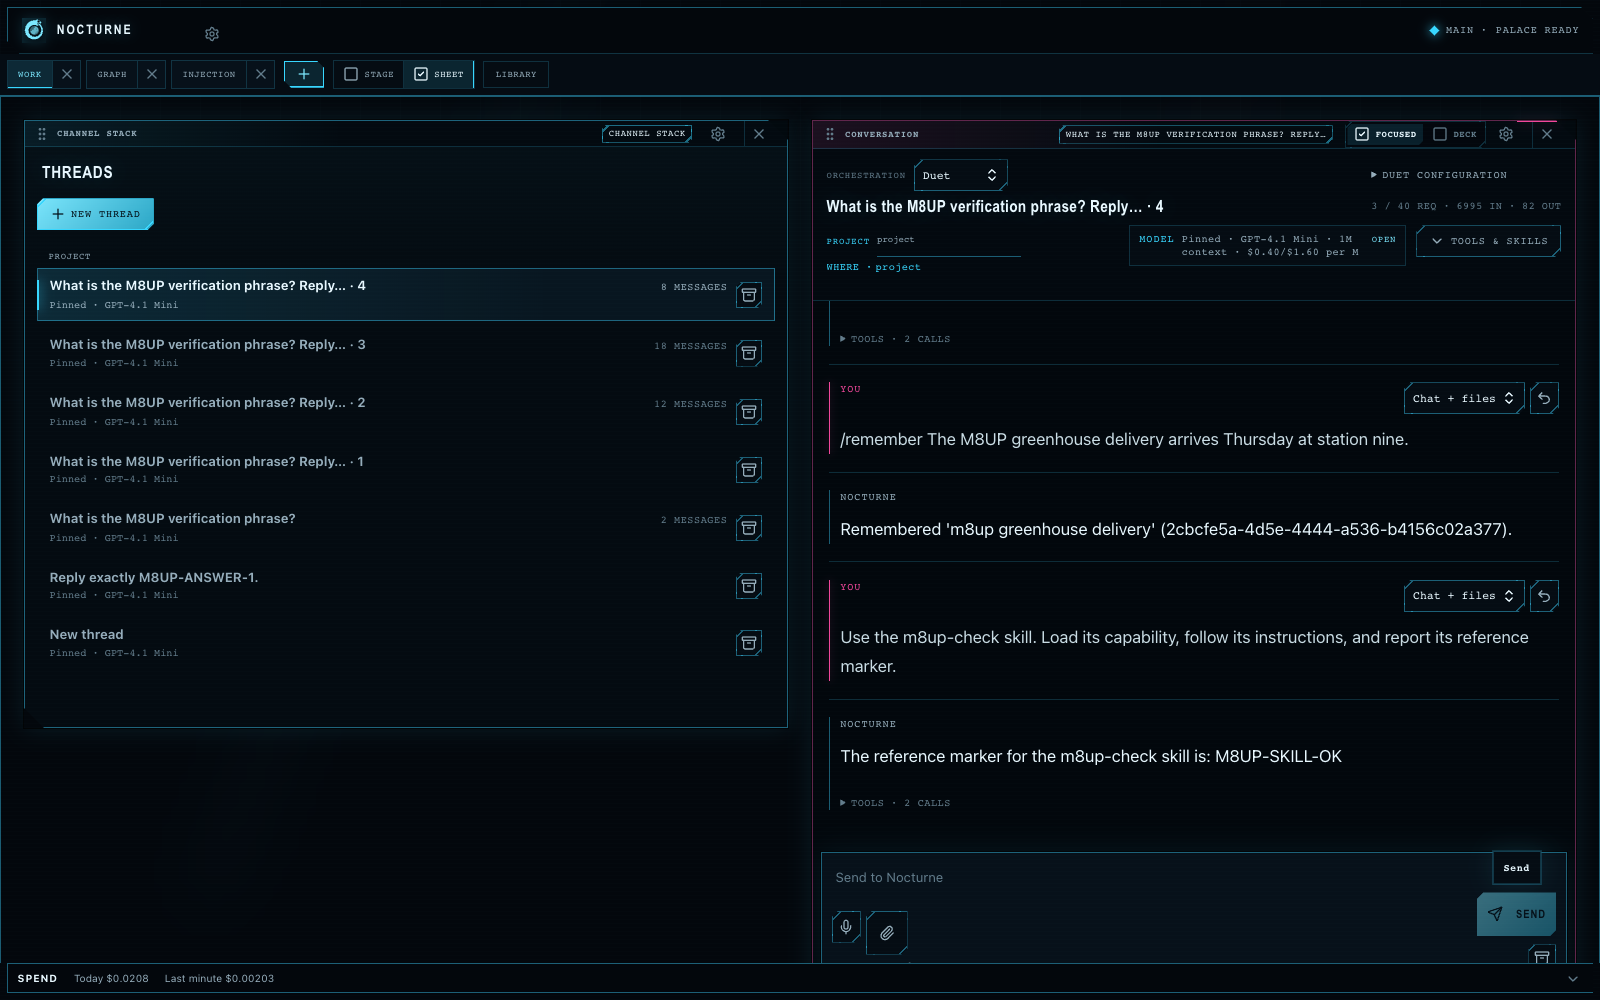 NOCTURNE
MAIN · PALACE READY
WORK
GRAPH
INJECTION
STAGE
SHEET
LIBRARY
CHANNEL STACK
CHANNEL STACK
THREADS
NEW THREAD
PROJECT
What is the M8UP verification phrase? Reply... · 4
Pinned · GPT-4.1 Mini
8 MESSAGES
What is the M8UP verification phrase? Reply... · 3
Pinned · GPT-4.1 Mini
18 MESSAGES
What is the M8UP verification phrase? Reply... · 2
Pinned · GPT-4.1 Mini
12 MESSAGES
What is the M8UP verification phrase? Reply... · 1
Pinned · GPT-4.1 Mini
What is the M8UP verification phrase?
Pinned · GPT-4.1 Mini
2 MESSAGES
Reply exactly M8UP-ANSWER-1.
Pinned · GPT-4.1 Mini
New thread
Pinned · GPT-4.1 Mini
CONVERSATION
WHAT IS THE M8UP VERIFICATION PHRASE? REPLY…
FOCUSED
DECK
ORCHESTRATION
Duet
DUET CONFIGURATION
What is the M8UP verification phrase? Reply... · 4
3 / 40 REQ · 6995 IN · 82 OUT
PROJECT project
WHERE · project
MODEL Pinned · GPT-4.1 Mini · 1M
context · $0.40/$1.60 per M
OPEN
TOOLS & SKILLS
TOOLS · 2 CALLS
YOU
Chat + files
/remember The M8UP greenhouse delivery arrives Thursday at station nine.
NOCTURNE
Remembered 'm8up greenhouse delivery' (2cbcfe5a-4d5e-4444-a536-b4156c02a377).
YOU
Chat + files
Use the m8up-check skill. Load its capability, follow its instructions, and report its reference
marker.
NOCTURNE
The reference marker for the m8up-check skill is: M8UP-SKILL-OK
TOOLS · 2 CALLS
Send to Nocturne
Send
SEND
SPEND
Today $0.0208
Last minute $0.00203